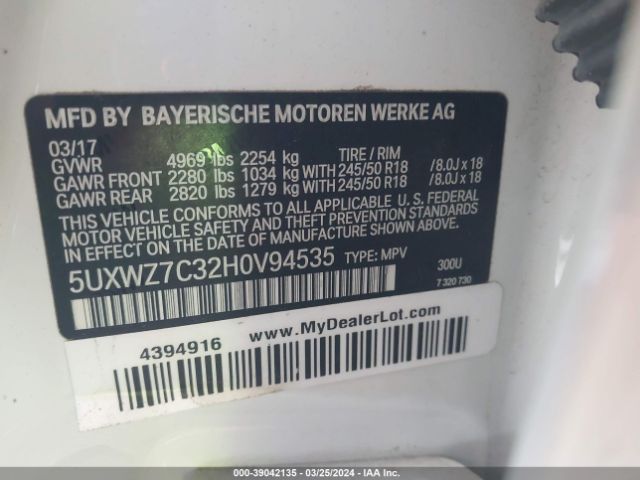 MFD BY BAYERISCHE MOTOREN WERKE AG
03/17
GVWR 4969 lbs 2254 kg TIRE / RIM
GAWR FRONT 2280 lbs 1034 kg WITH 245/50 R18 / 8.0J x 18
GAWR REAR 2820 lbs 1279 kg WITH 245/50 R18 / 8.0J x 18
THIS VEHICLE CONFORMS TO ALL APPLICABLE U. S. FEDERAL
MOTOR VEHICLE SAFETY AND THEFT PREVENTION STANDARDS
IN EFFECT ON THE DATE OF MANUFACTURE SHOWN ABOVE.
5UXWZ7C32H0V94535 TYPE: MPV 300U
7 320 730
www.MyDealerLot.com
4394916
000-39042135 - 03/25/2024 - IAA Inc.